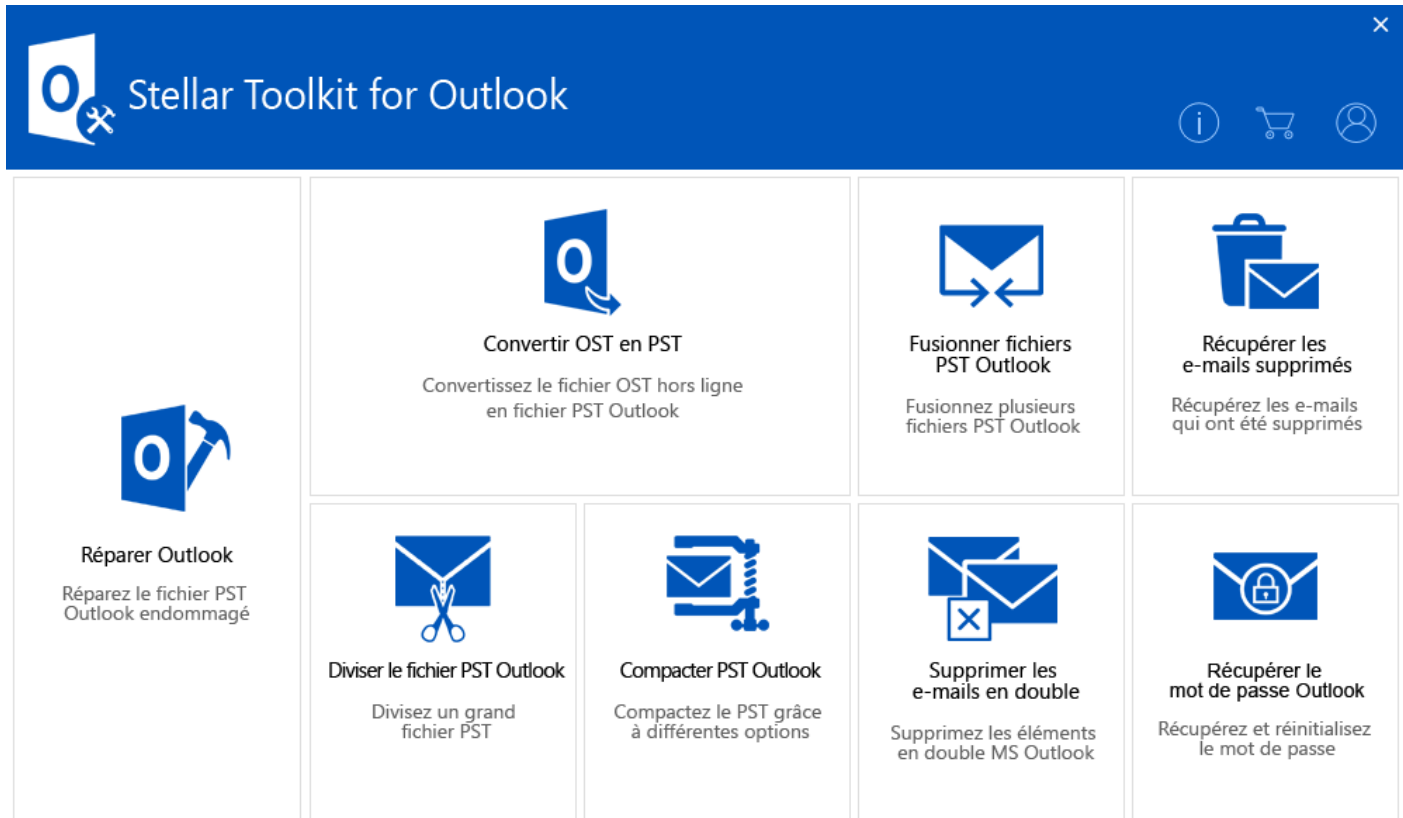 Stellar Toolkit for Outlook
Réparer Outlook
Réparez le fichier PST
Outlook endommagé
Convertir OST en PST
Convertissez le fichier OST hors ligne
en fichier PST Outlook
Fusionner fichiers
PST Outlook
Fusionnez plusieurs
fichiers PST Outlook
Récupérer les
e-mails supprimés
Récupérez les e-mails
qui ont été supprimés
Diviser le fichier PST Outlook
Divisez un grand
fichier PST
Compacter PST Outlook
Compactez le PST grâce
à différentes options
Supprimer les
e-mails en double
Supprimez les éléments
en double MS Outlook
Récupérer le
mot de passe Outlook
Récupérez et réinitialisez
le mot de passe